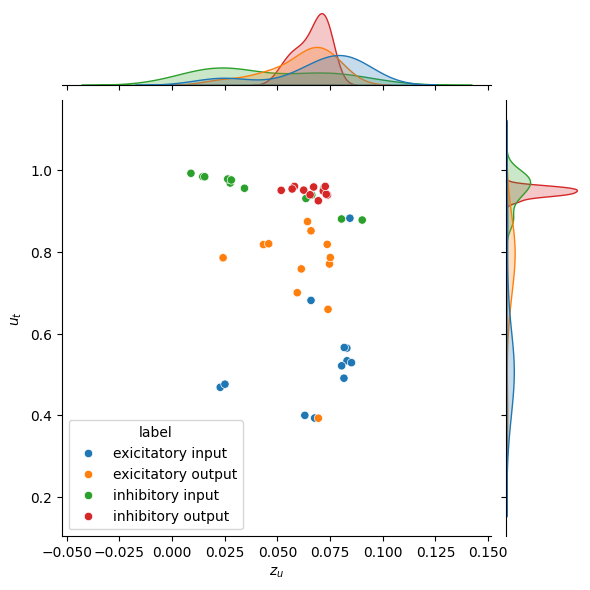 1.0
0.8
0.6
0.4
0.2
u_t
label
exicitatory input
exicitatory output
inhibitory input
inhibitory output
−0.050 −0.025 0.000 0.025 0.050 0.075 0.100 0.125 0.150
z_u